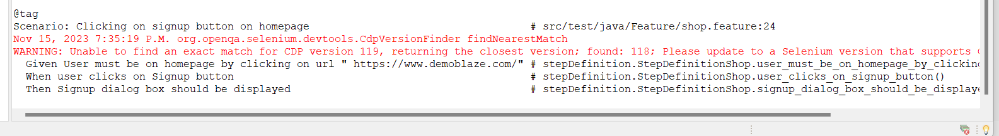 @tag
Scenario: Clicking on signup button on homepage # src/test/java/Feature/shop.feature:24
Nov 15, 2023 7:35:19 P.M. org.openqa.selenium.devtools.CdpVersionFinder findNearestMatch
WARNING: Unable to find an exact match for CDP version 119, returning the closest version; found: 118; Please update to a Selenium version that supports
Given User must be on homepage by clicking on url " https://www.demoblaze.com/" # stepDefinition.StepDefinitionShop.user_must_be_on_homepage_by_clickin
When user clicks on Signup button # stepDefinition.StepDefinitionShop.user_clicks_on_signup_button()
Then Signup dialog box should be displayed # stepDefinition.StepDefinitionShop.signup_dialog_box_should_be_display